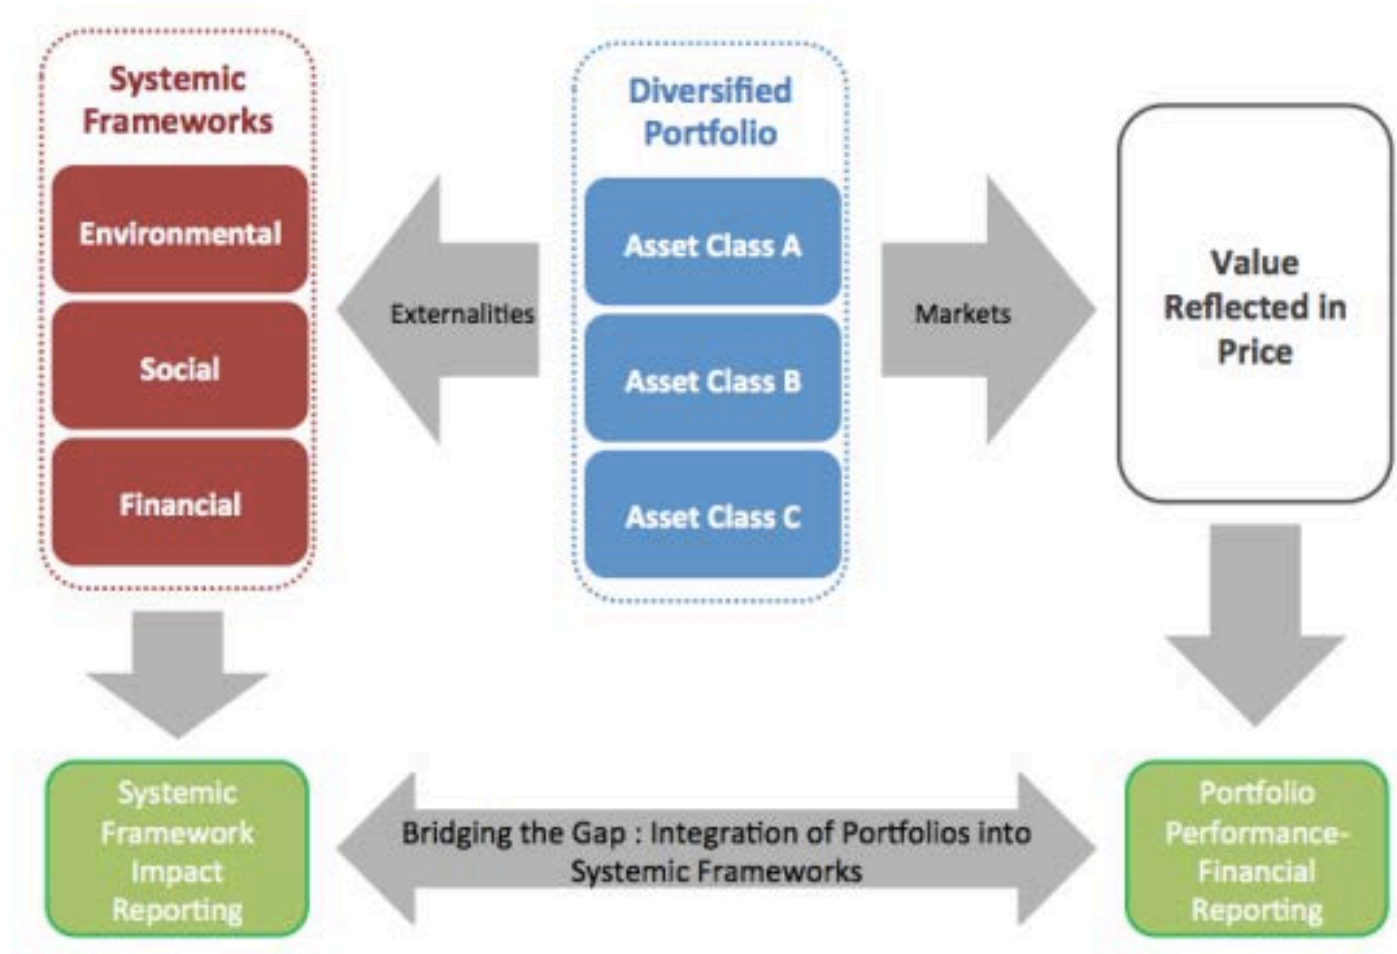 Systemic
Frameworks
Environmental
Social
Financial
Externalities
Diversified
Portfolio
Asset Class A
Asset Class B
Asset Class C
Markets
Value
Reflected in
Price
Systemic
Framework
Impact
Reporting
Bridging the Gap : Integration of Portfolios into
Systemic Frameworks
Portfolio
Performance-
Financial
Reporting